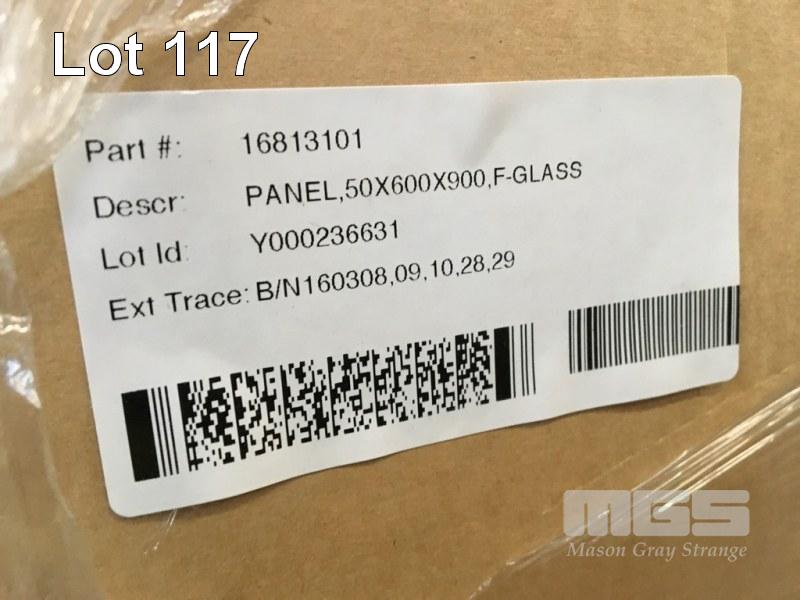 Lot 117
Part #: 16813101
Descr: PANEL,50X600X900,F-GLASS
Lot Id: Y000236631
Ext Trace: B/N160308,09,10,28,29
MGS
Mason Gray Strange